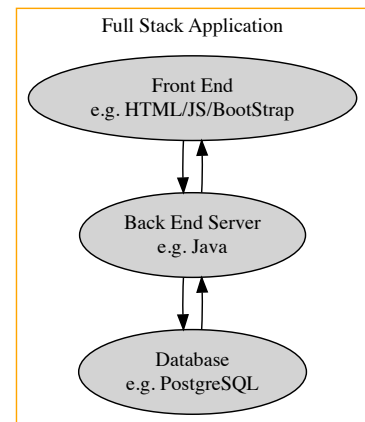 Full Stack Application
Front End
e.g. HTML/JS/BootStrap
Back End Server
e.g. Java
Database
e.g. PostgreSQL